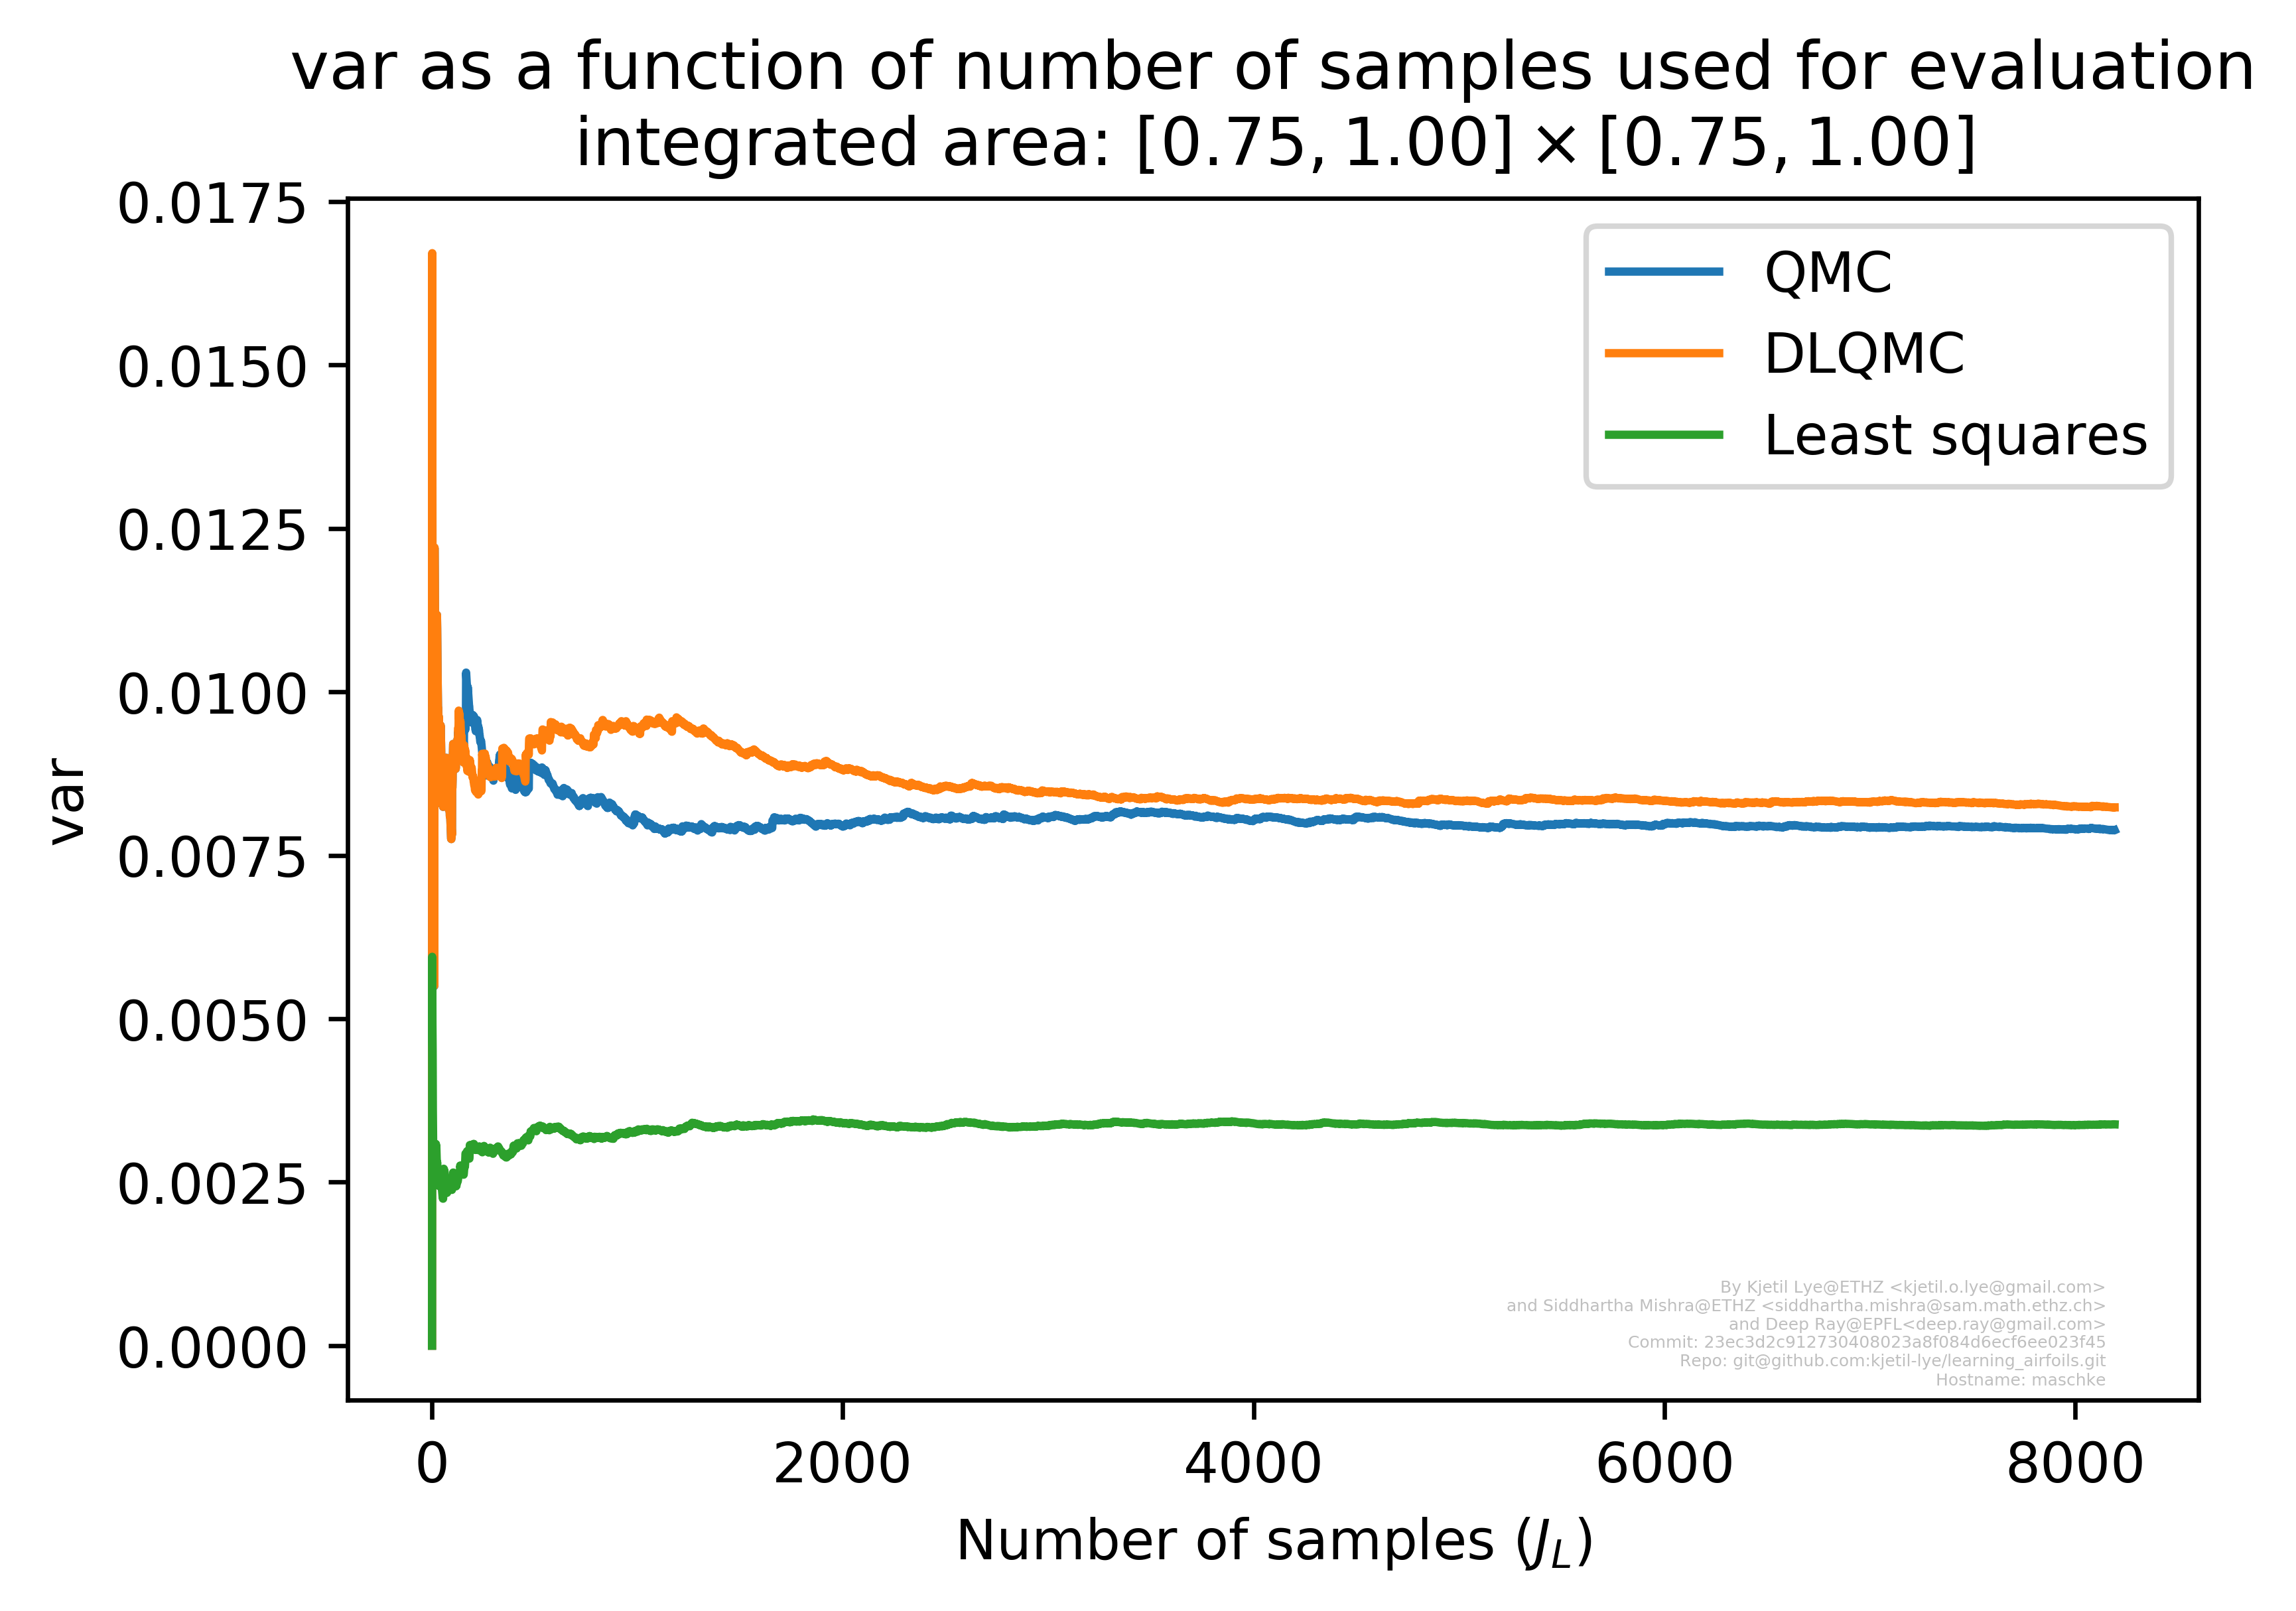 var as a function of number of samples used for evaluation
integrated area: [0.75, 1.00] × [0.75, 1.00]
0.0175
0.0150
0.0125
0.0100
0.0075
0.0050
0.0025
0.0000
var
QMC
DLQMC
Least squares
By Kjetil Lye@ETHZ <kjetil.o.lye@gmail.com>
and Siddhartha Mishra@ETHZ <siddhartha.mishra@sam.math.ethz.ch>
and Deep Ray@EPFL<deep.ray@gmail.com>
Commit: 23ec3d2c912730408023a8f084d6ecf6ee023f45
Repo: git@github.com:kjetil-lye/learning_airfoils.git
Hostname: maschke
0 2000 4000 6000 8000
Number of samples (J_L)